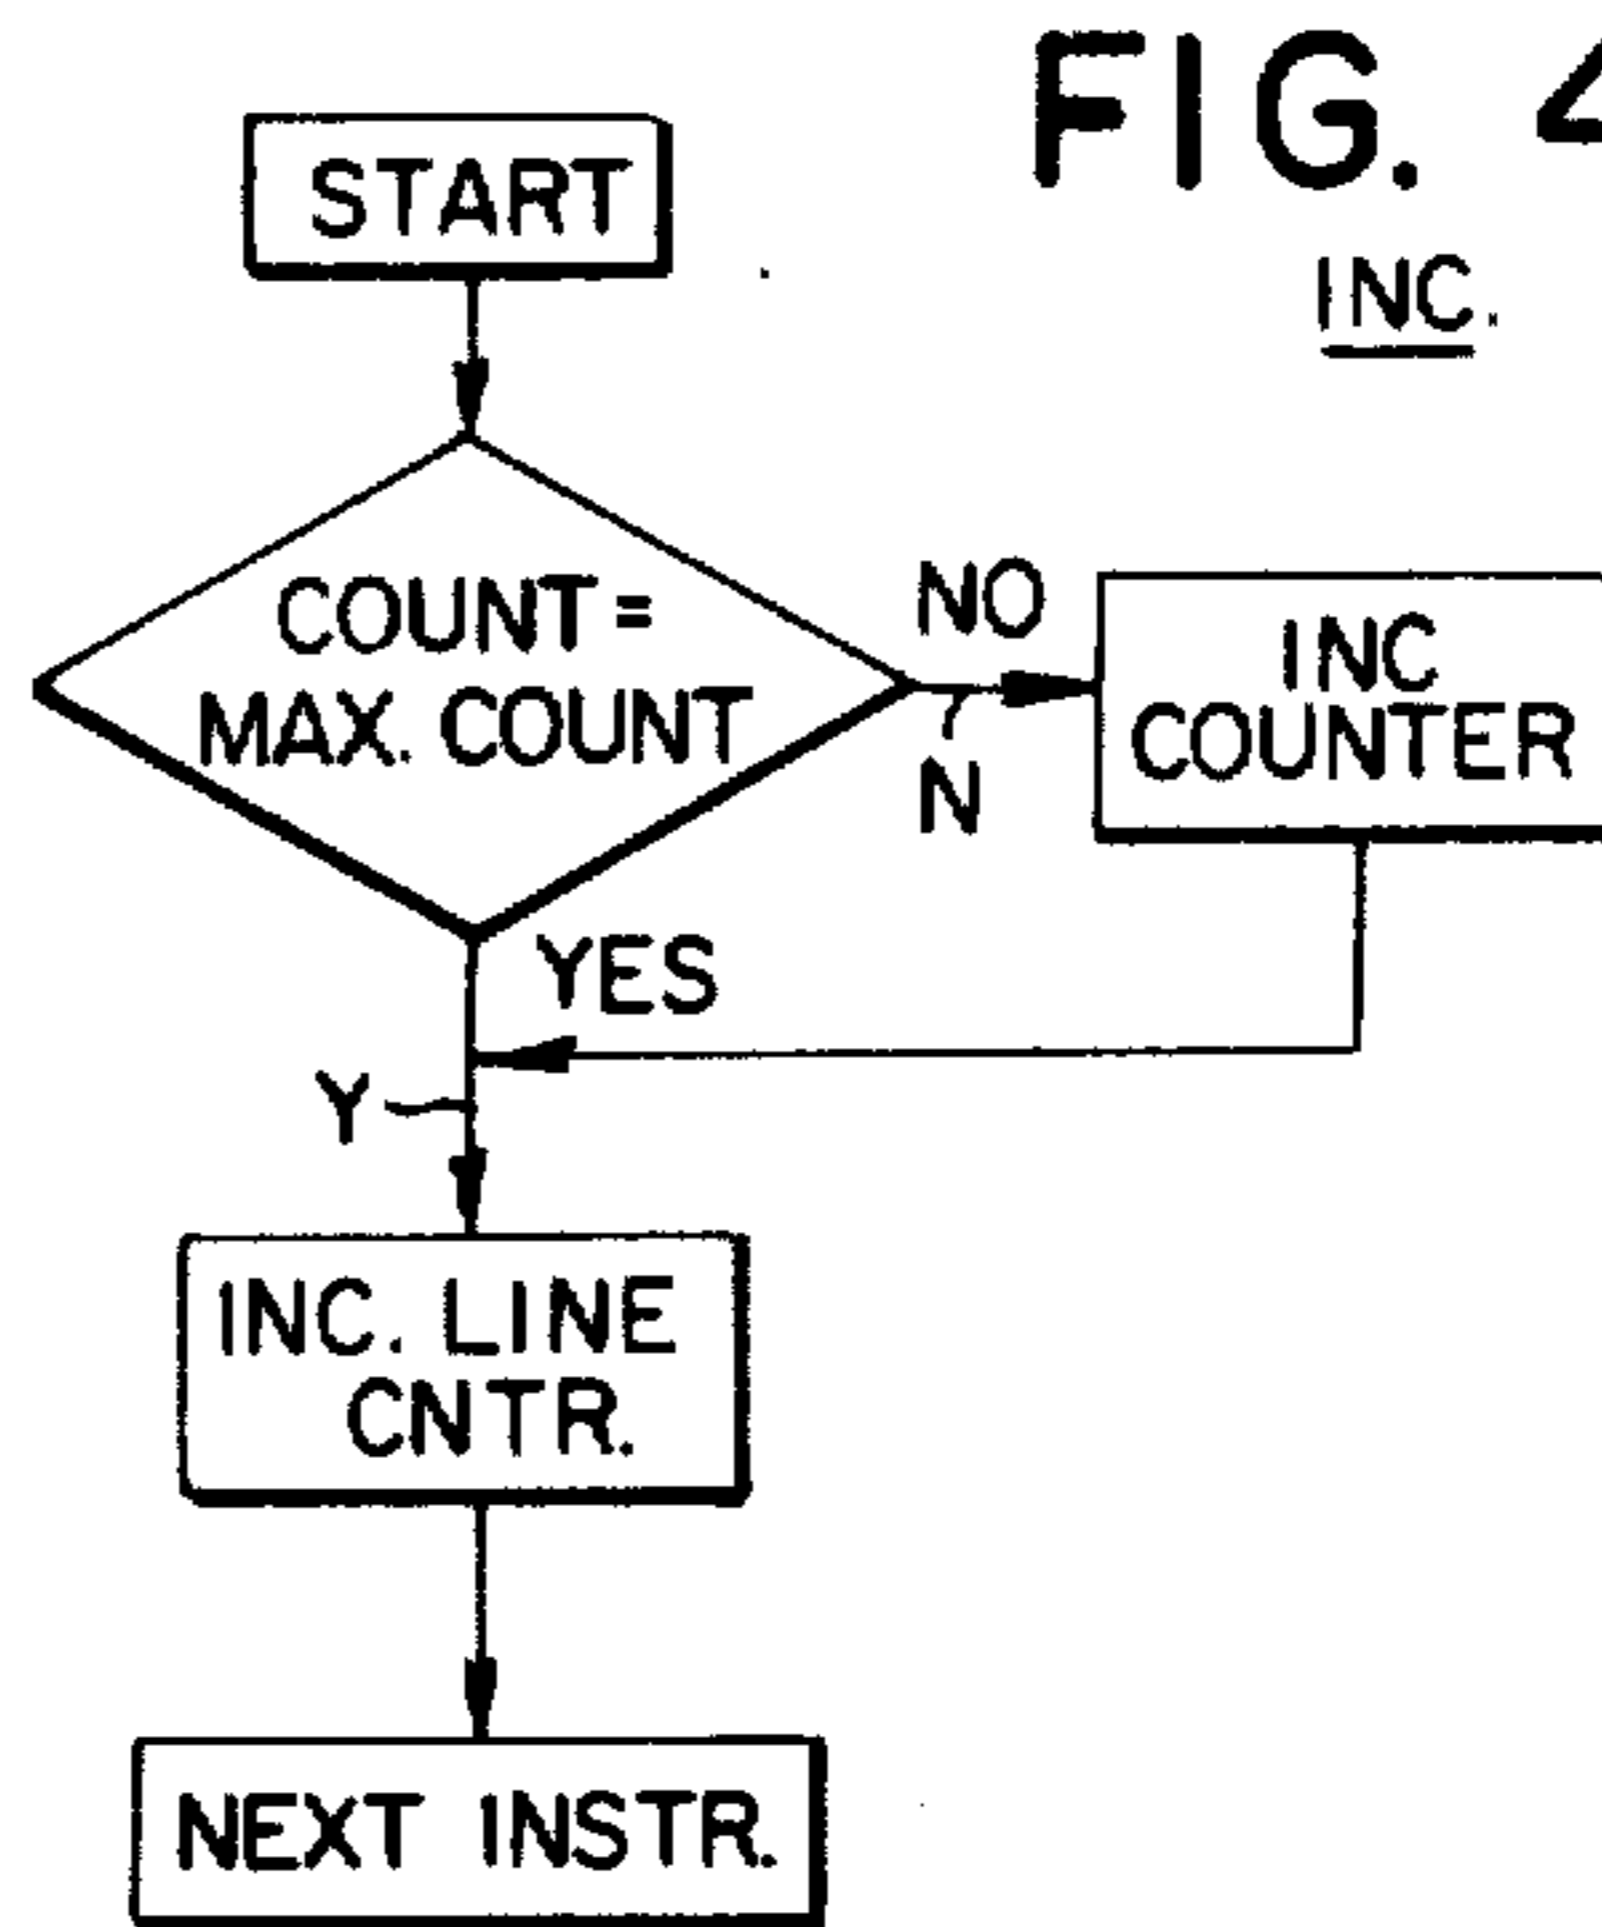 FIG. 4
INC.
START
COUNT =
MAX. COUNT
NO
N
INC
COUNTER
YES
Y
INC. LINE
CNTR.
NEXT INSTR.